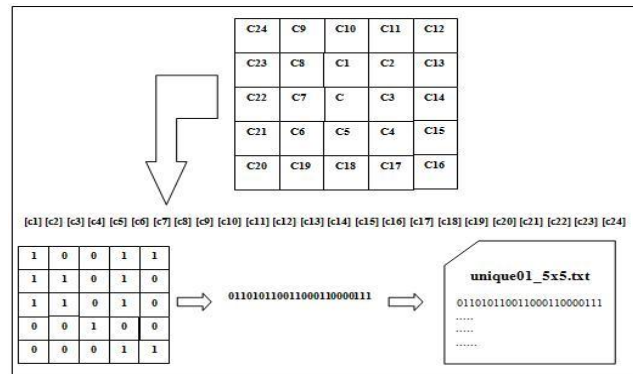 C24 C9 C10 C11 C12
C23 C8 C1 C2 C13
C22 C7 C C3 C14
C21 C6 C5 C4 C15
C20 C19 C18 C17 C16
[c1] [c2] [c3] [c4] [c5] [c6] [c7] [c8] [c9] [c10] [c11] [c12] [c13] [c14] [c15] [c16] [c17] [c18] [c19] [c20] [c21] [c22] [c23] [c24]
1 0 0 1 1
1 1 0 1 0
1 1 0 1 0
0 0 1 0 0
0 0 0 1 1
011010110011000110000111
unique01_5x5.txt
011010110011000110000111
.....
.....
......